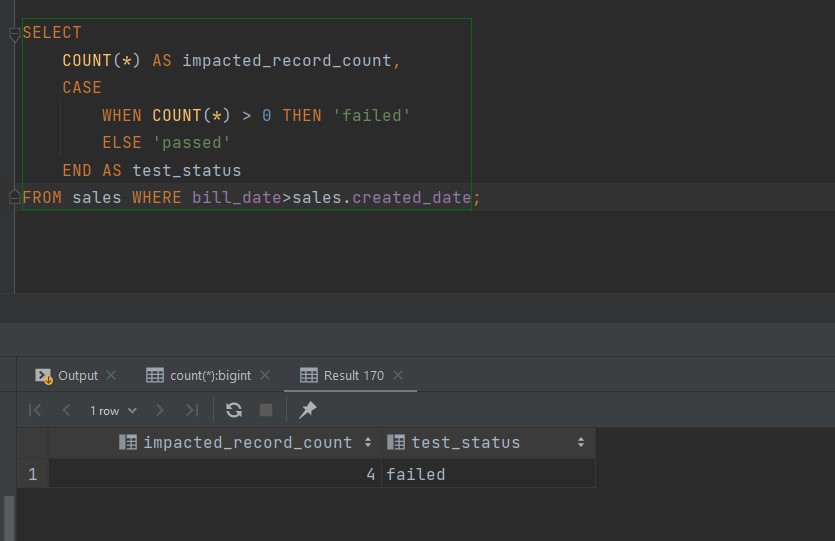 SELECT
COUNT(*) AS impacted_record_count,
CASE
WHEN COUNT(*) > 0 THEN 'failed'
ELSE 'passed'
END AS test_status
FROM sales WHERE bill_date>sales.created_date;
Output count(*):bigint Result 170
1 row
impacted_record_count test_status
1 4 failed